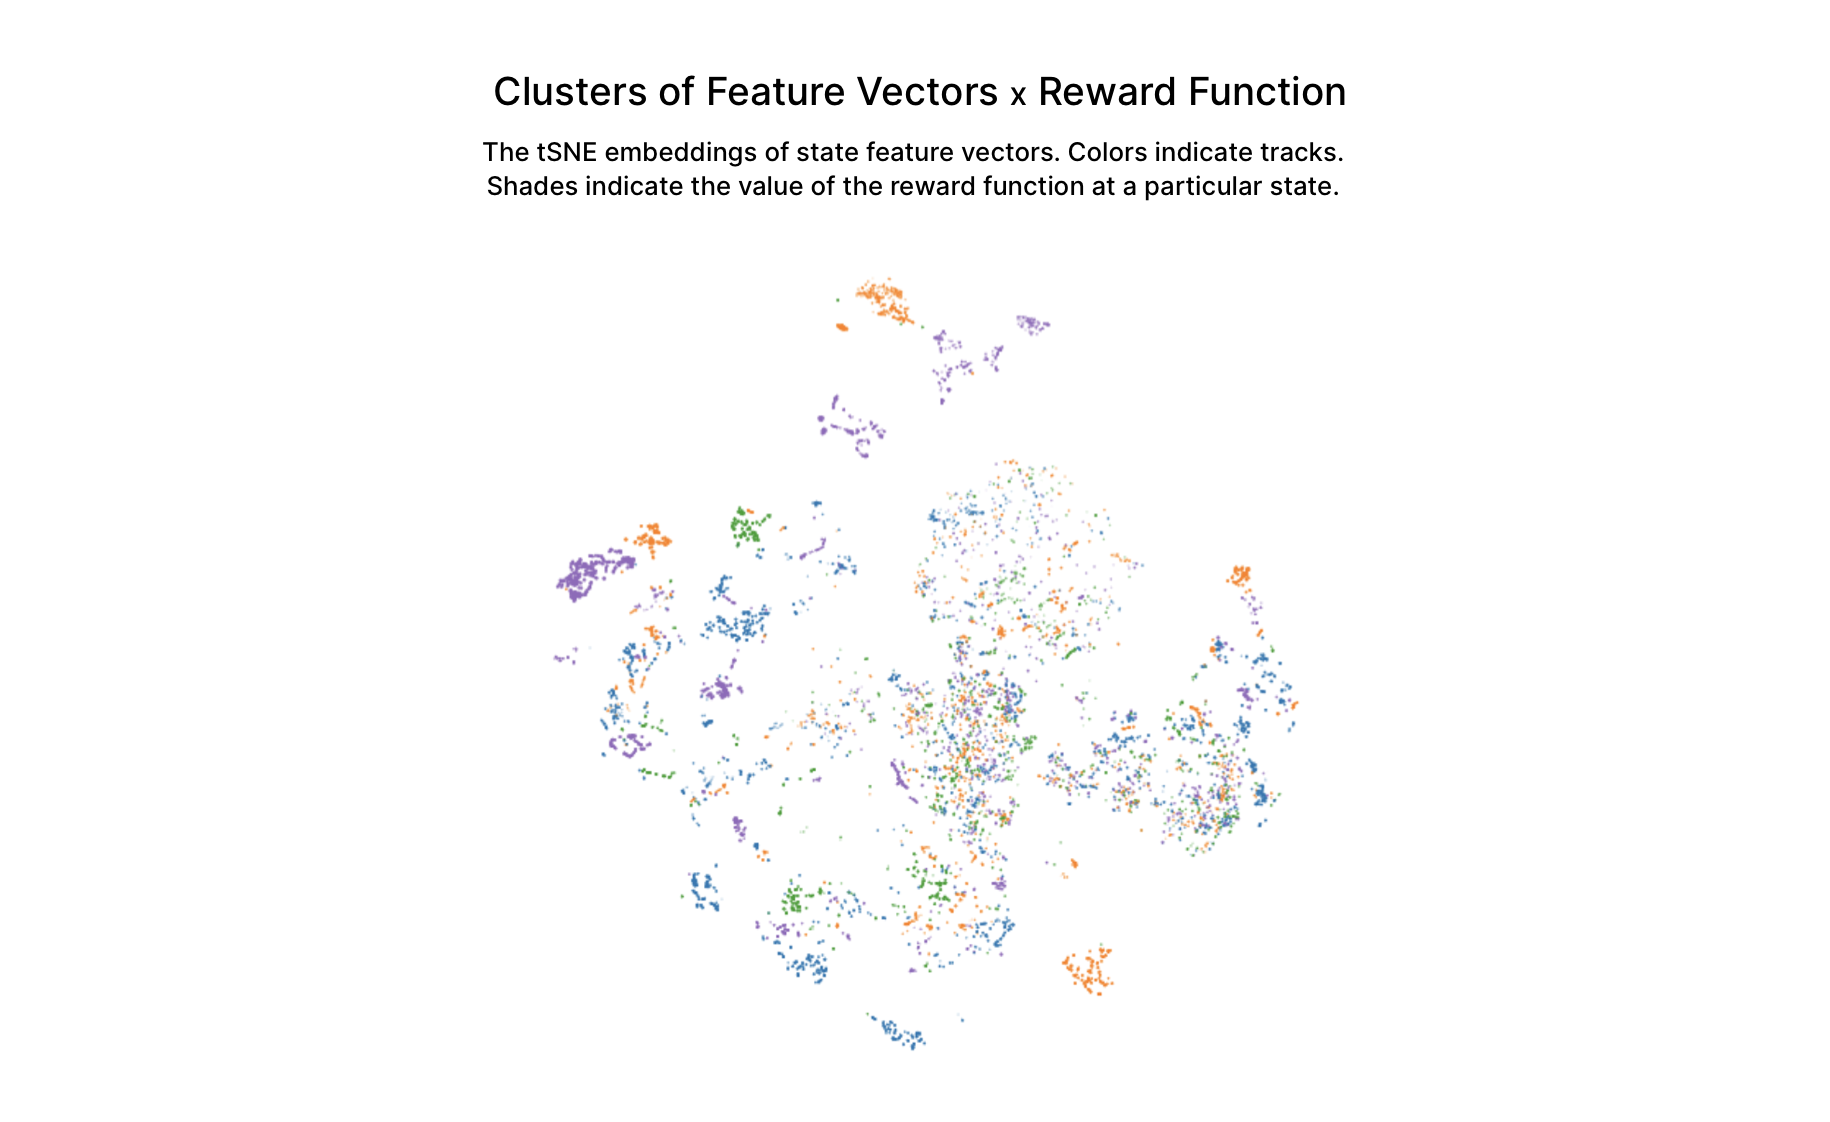 Clusters of Feature Vectors x Reward Function
The tSNE embeddings of state feature vectors. Colors indicate tracks.
Shades indicate the value of the reward function at a particular state.